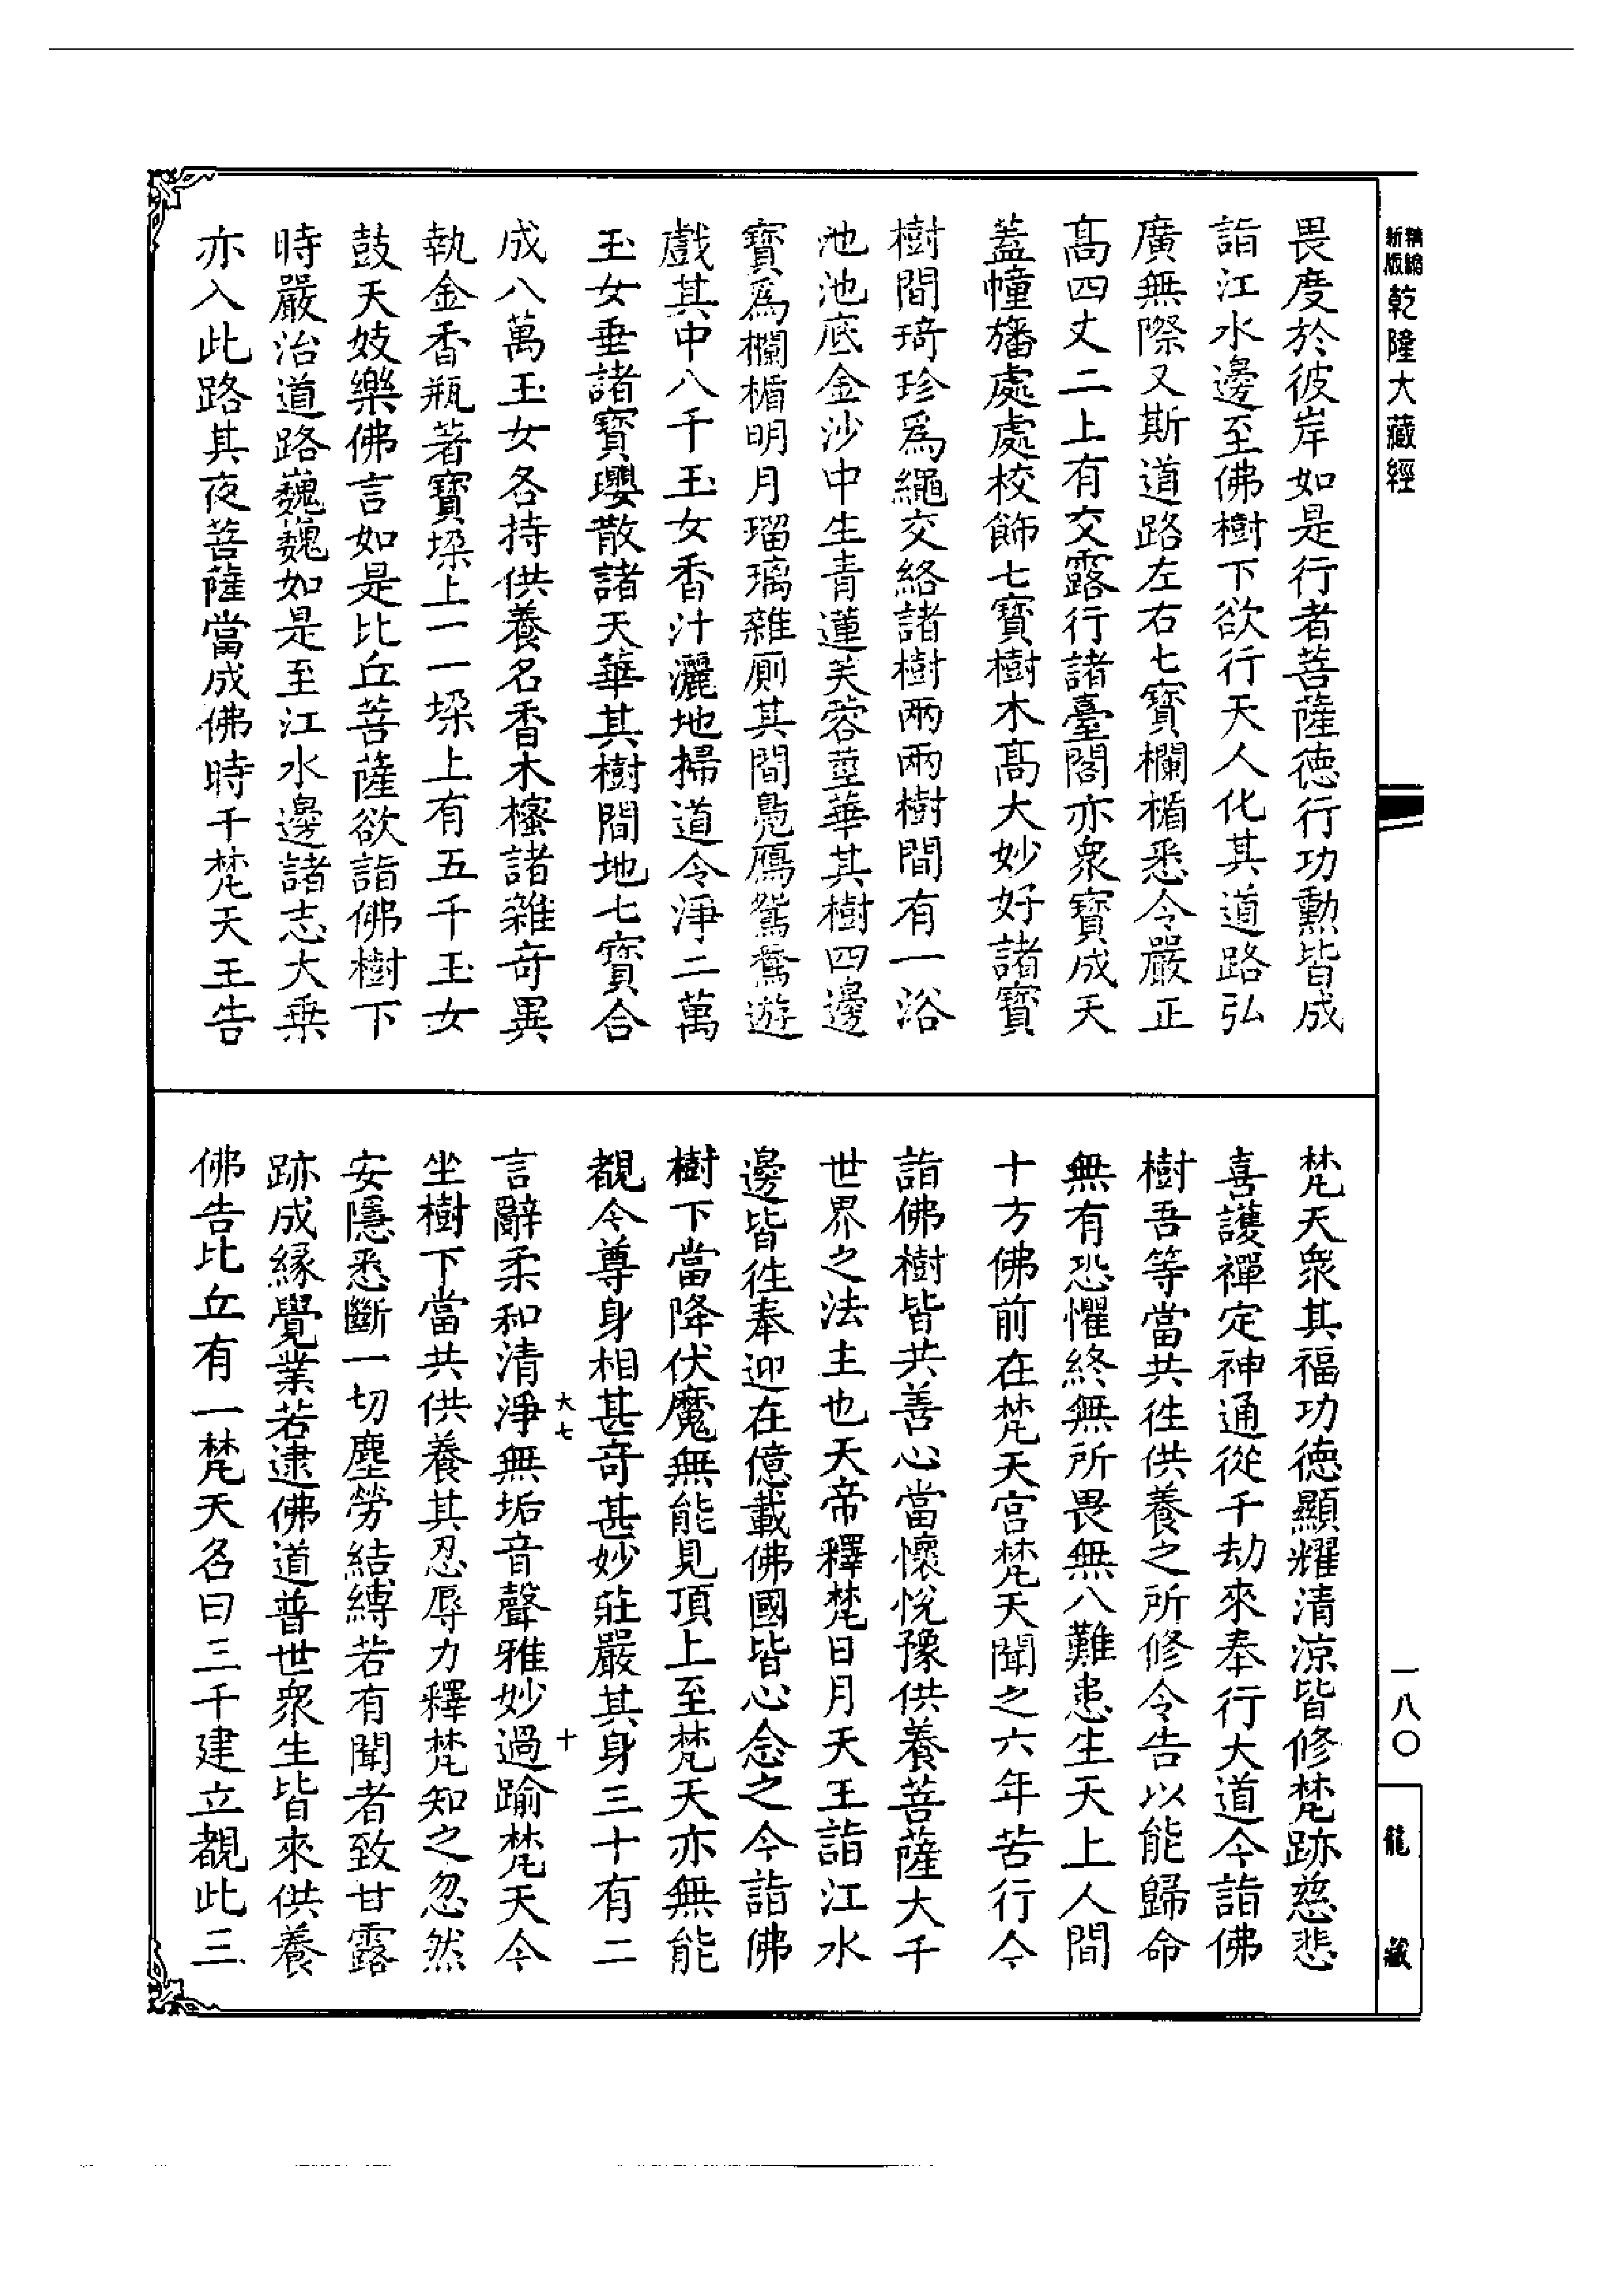 精縮新版乾隆大藏經
畏度於彼岸如是行者菩薩德行功勳皆成
詣江水邊至佛樹下欲行天人化其道路弘
廣無際又斯道路左右七寶欄楯悉令嚴正
高四丈二上有交露行諸臺閣亦衆寶成天
蓋幢旛處處校飾七寶樹木高大妙好諸寶
樹間琦珍爲繩交絡諸樹兩兩樹間有一浴
池池底金沙中生青蓮芙蓉莖華其樹四邊
寶爲欄楯明月瑠璃雜廁其間鳧鴈鴛鴦遊
戲其中八千玉女香汁灑地掃道令淨二萬
玉女垂諸寶瓔散諸天華其樹間地七寶合
成八萬玉女各持供養名香木櫁諸雜奇異
執金香瓶著寶垜上一一垜上有五千玉女
鼓天妓樂佛言如是比丘菩薩欲詣佛樹下
時嚴治道路巍巍如是至江水邊諸志大乗
亦入此路其夜菩薩當成佛時千梵天王告
梵天衆其福功德顯耀清涼皆修梵跡慈悲
喜護禪定神通從千劫來奉行大道今詣佛
樹吾等當共徃供養之所修令告以能歸命
無有恐懼終無所畏無八難患生天上人間
十方佛前在梵天宮梵天聞之六年苦行今
詣佛樹皆共善心當懷悅豫供養菩薩大千
世界之法主也天帝釋梵日月天王詣江水
邊皆徃奉迎在億載佛國皆心念之今詣佛
樹下當降伏魔無能見頂上至梵天亦無能
覩今尊身相甚奇甚妙莊嚴其身三十有二
大七
十
言辭柔和清淨無垢音聲雅妙過踰梵天今
坐樹下當共供養其忍辱力釋梵知之忽然
安隱悉斷一切塵勞結縛若有聞者致甘露
跡成緣覺業若逮佛道普世衆生皆來供養
佛告比丘有一梵天名曰三千建立覩此三
一八〇
龍藏